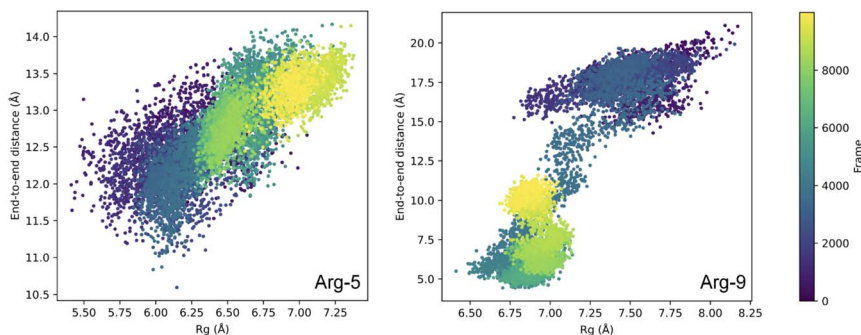 14.0
13.5
13.0
12.5
12.0
11.5
11.0
10.5
End-to-end distance (Å)
5.50 5.75 6.00 6.25 6.50 6.75 7.00 7.25
Rg (Å)
Arg-5
20.0
17.5
15.0
12.5
10.0
7.5
5.0
End-to-end distance (Å)
6.50 6.75 7.00 7.25 7.50 7.75 8.00 8.25
Rg (Å)
Arg-9
8000
6000
4000
2000
0
Frame